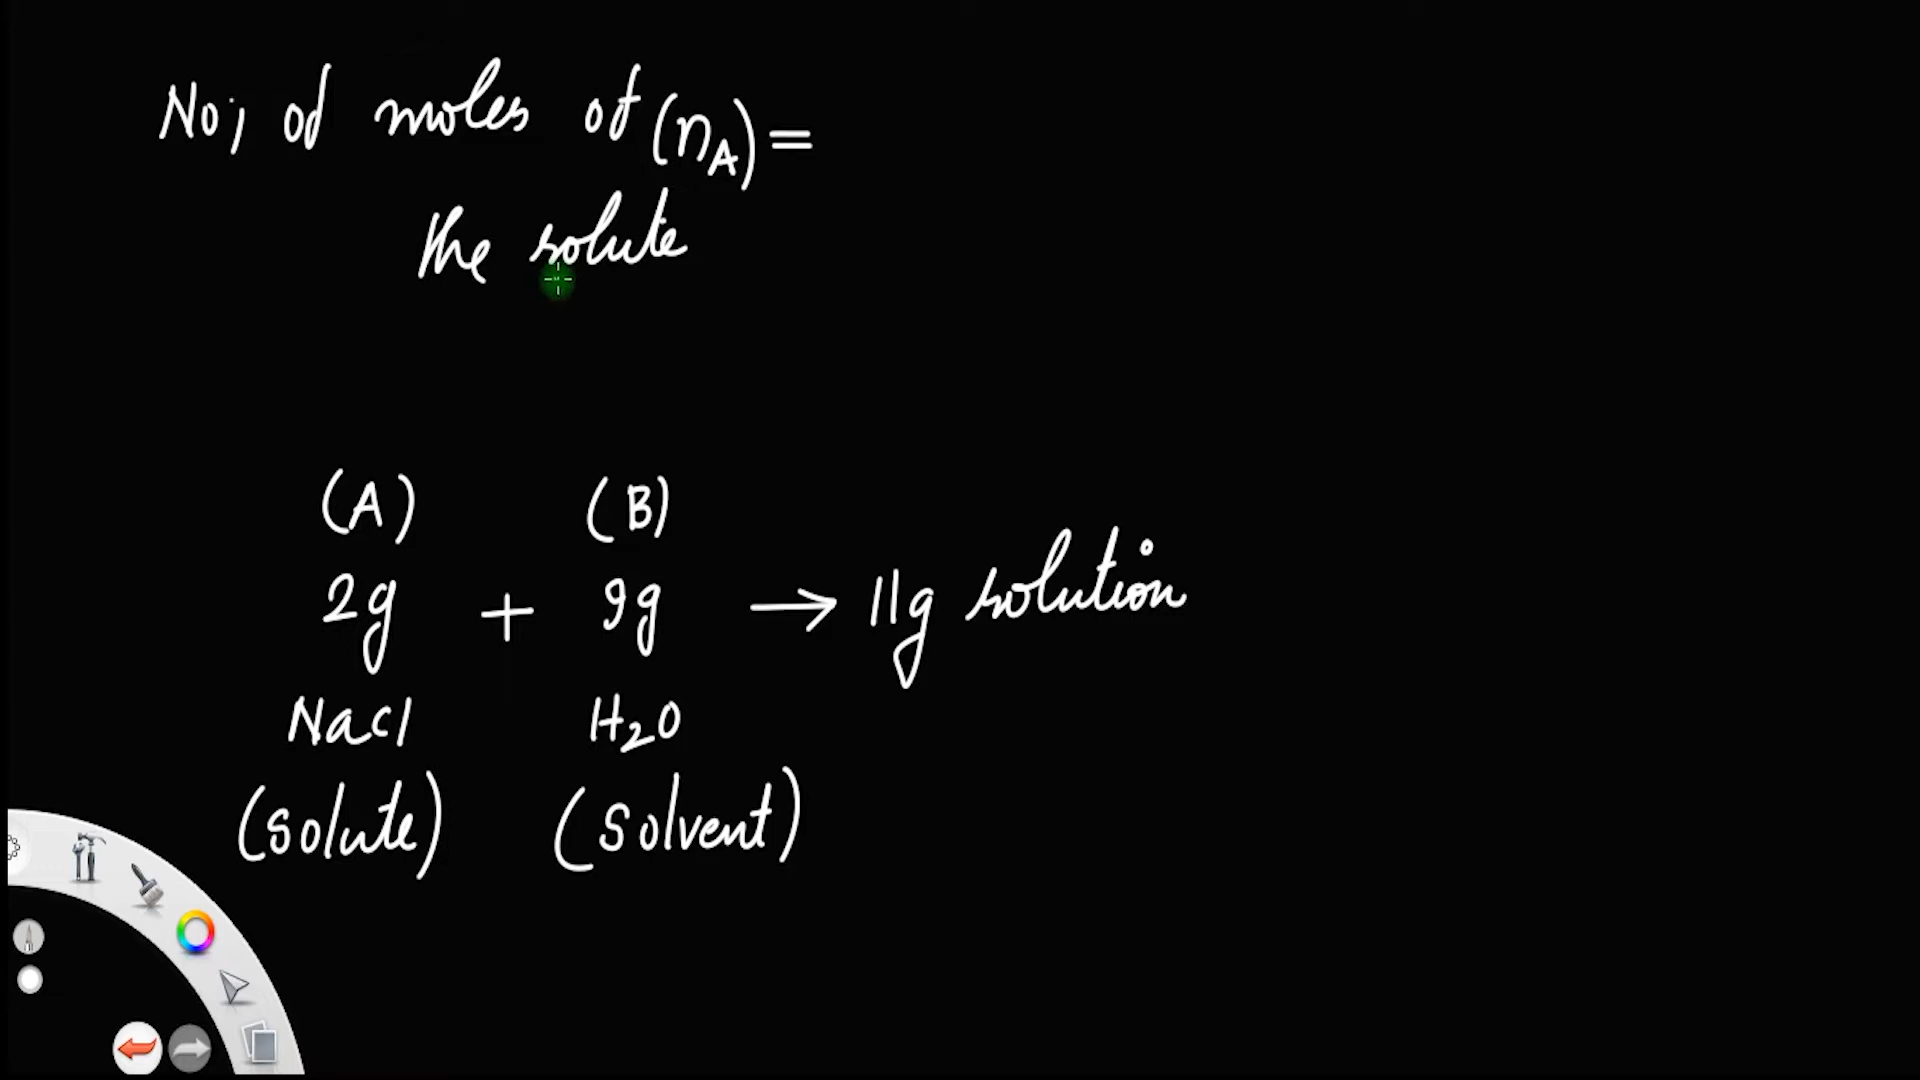 No; of moles of (nA) =
the solute
(A) (B)
2g + 9g → 11g solution
NaCl H2O
(Solute) (Solvent)